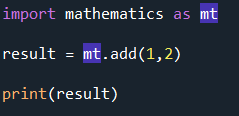 import mathematics as mt
result = mt.add(1,2)
print(result)